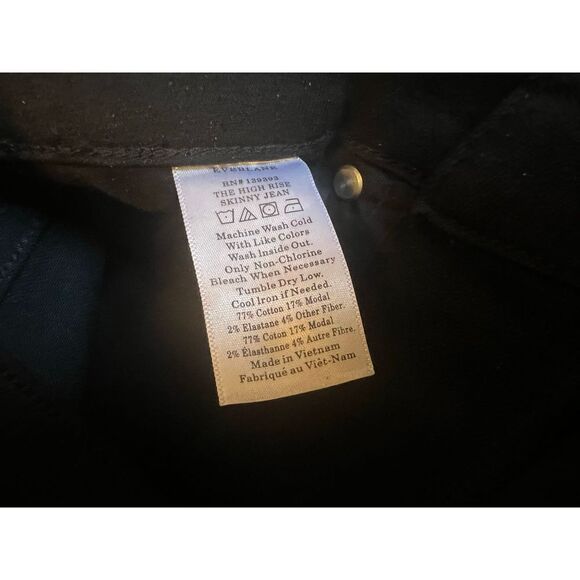 EVERLANE
RN# 139393
THE HIGH RISE
SKINNY JEAN
Machine Wash Cold
With Like Colors
Wash Inside Out.
Only Non-Chlorine
Bleach When Necessary
Tumble Dry Low.
Cool Iron if Needed.
77% Cotton 17% Modal
2% Elastane 4% Other Fiber.
77% Coton 17% Modal
2% Élasthanne 4% Autre Fibre.
Made in Vietnam
Fabriqué au Viêt-Nam